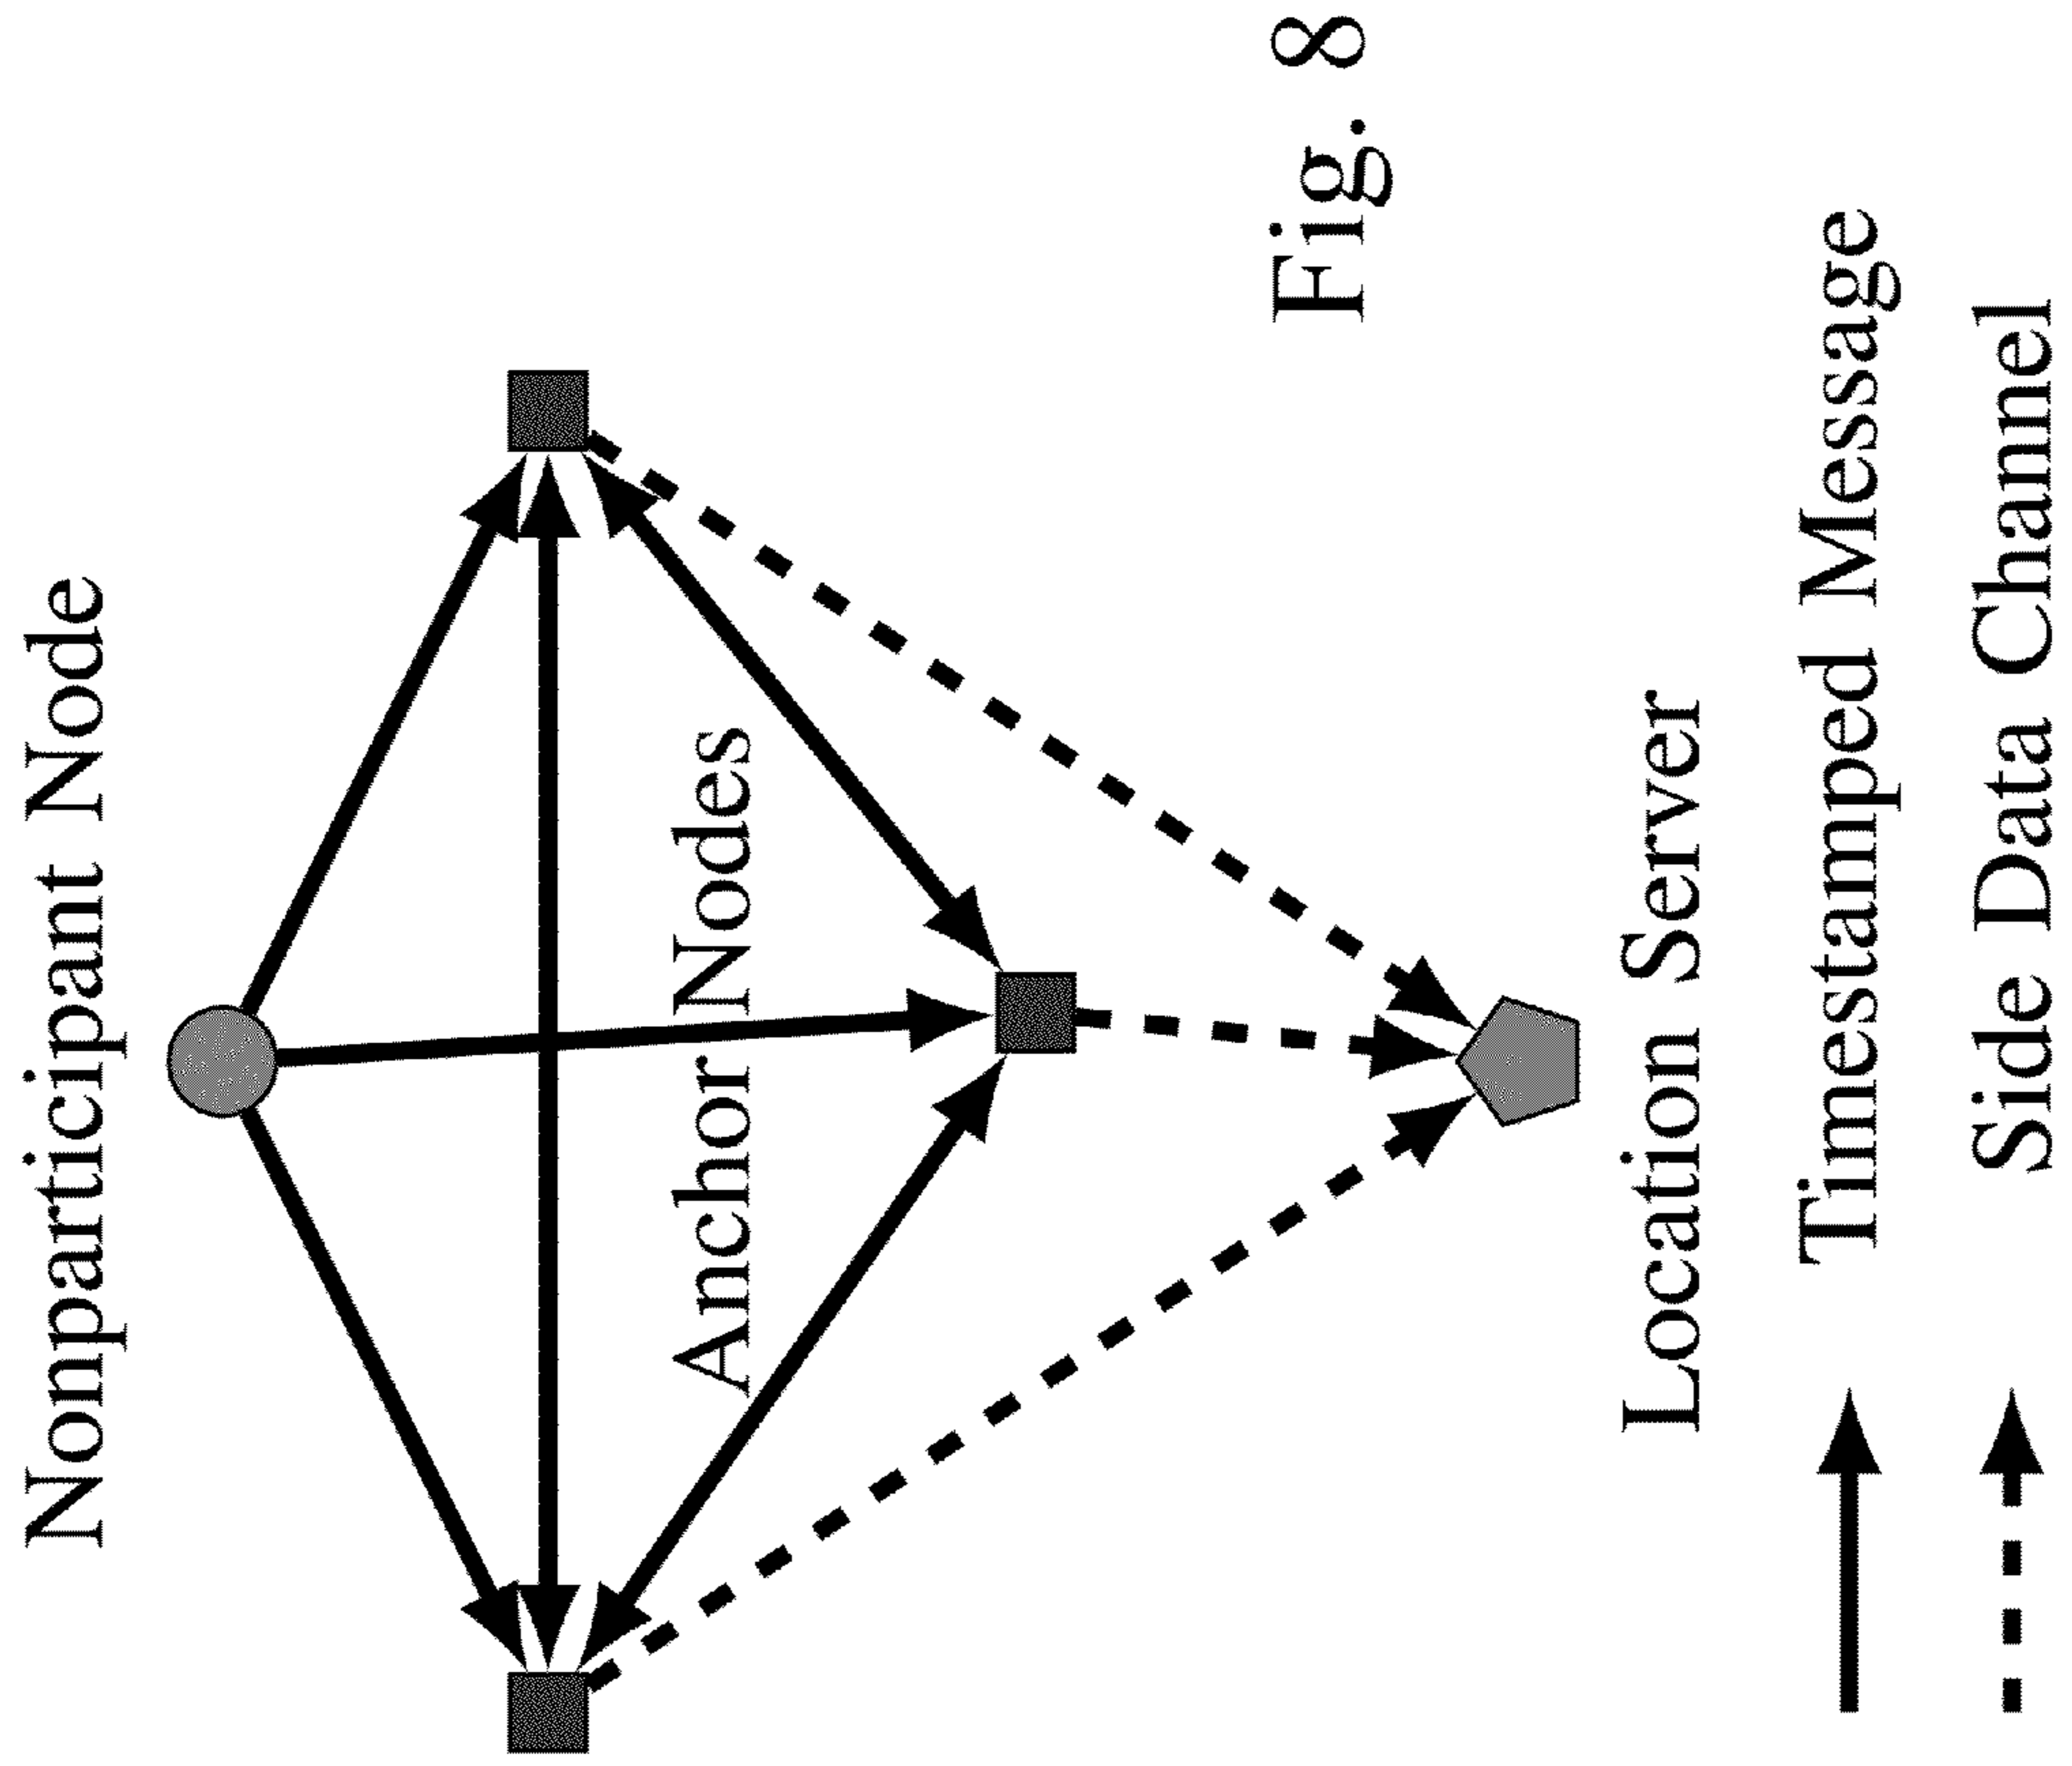 Nonparticipant Node
Anchor Nodes
Location Server
Timestamped Message
Side Data Channel
Fig. 8